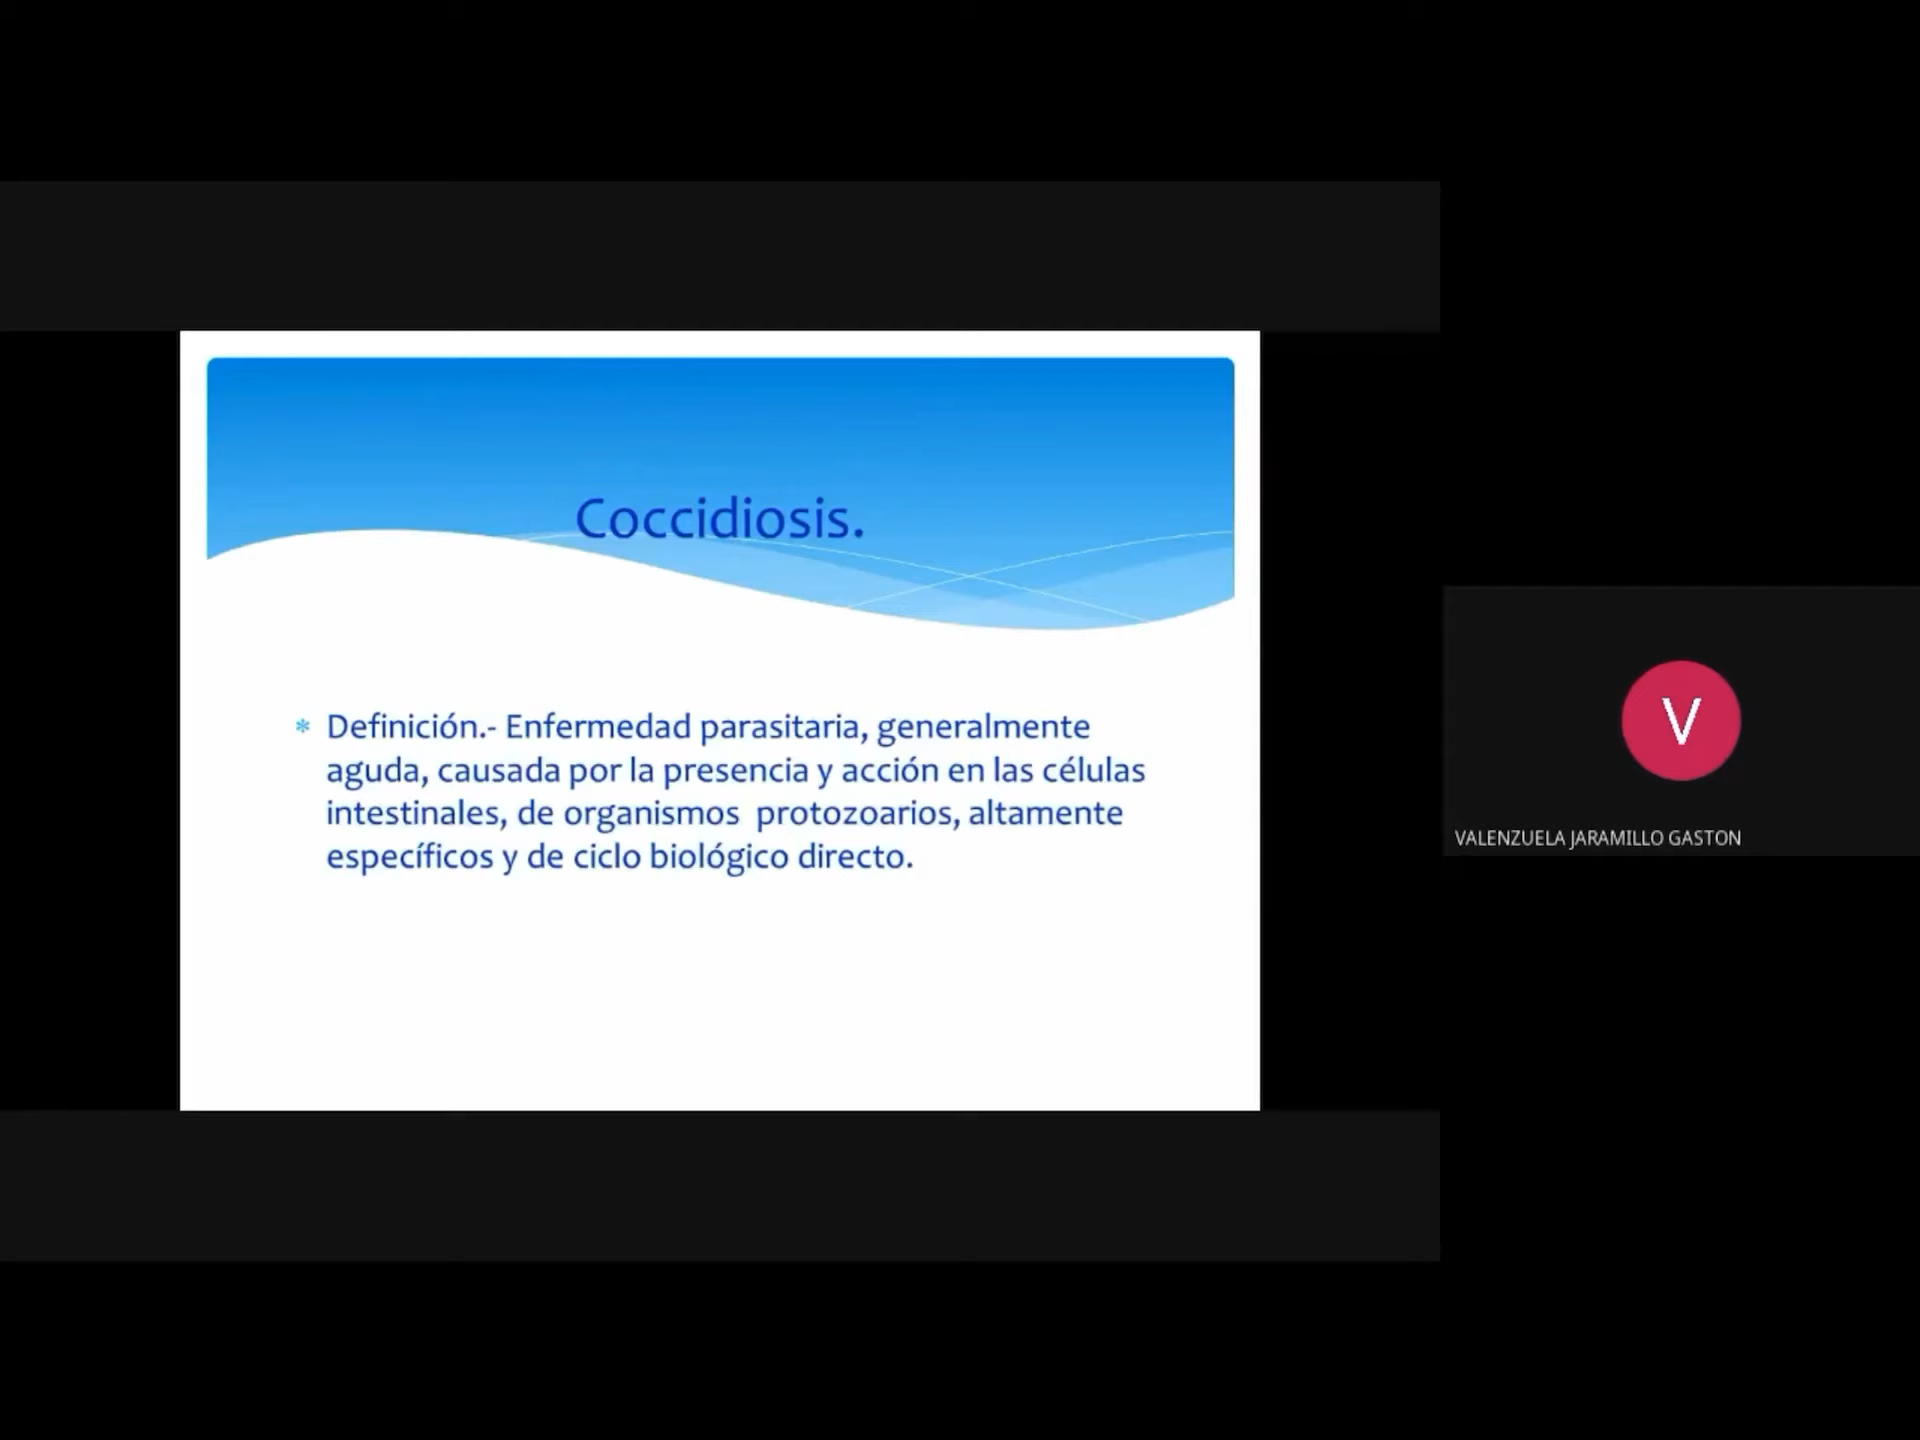 Coccidiosis.
* Definición.- Enfermedad parasitaria, generalmente
aguda, causada por la presencia y acción en las células
intestinales, de organismos  protozoarios, altamente
específicos y de ciclo biológico directo.
V
VALENZUELA JARAMILLO GASTON